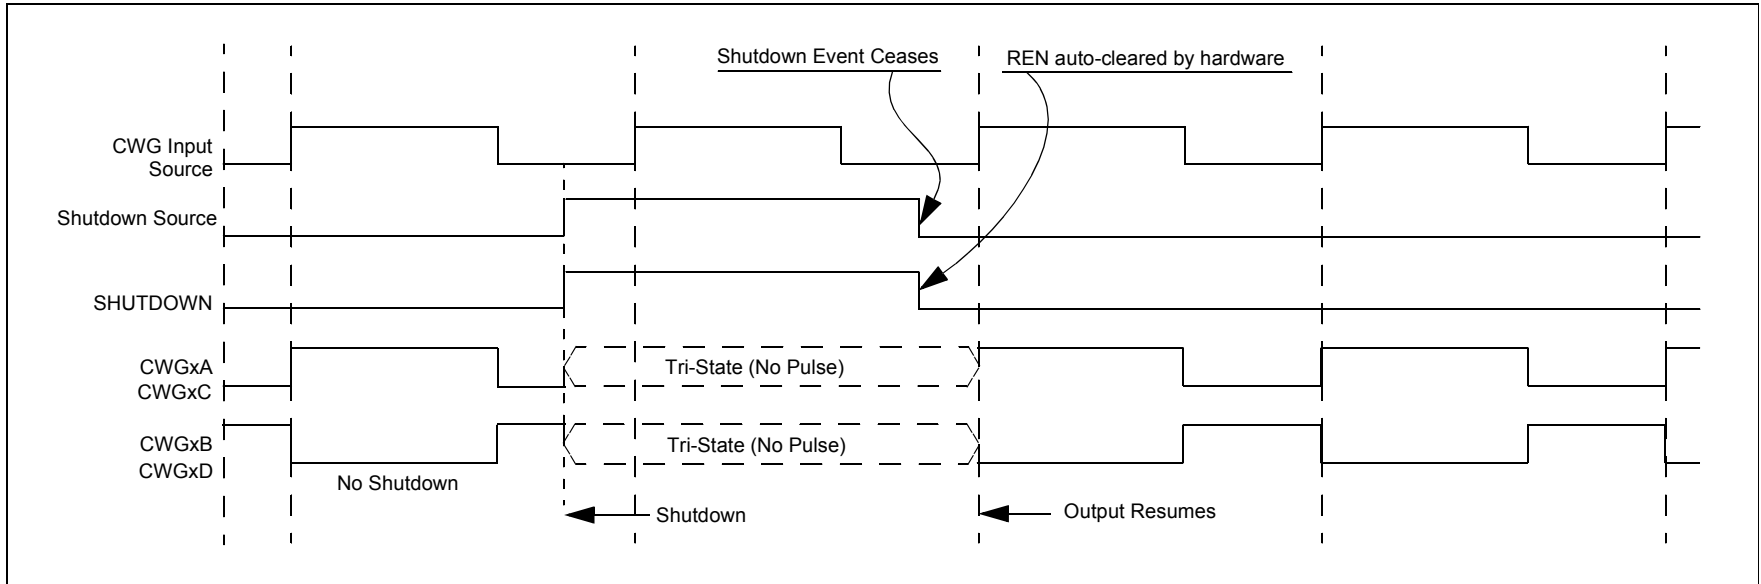 Shutdown Event Ceases
REN auto-cleared by hardware
CWG Input
Source
Shutdown Source
SHUTDOWN
CWGxA
CWGxC
Tri-State (No Pulse)
CWGxB
CWGxD
Tri-State (No Pulse)
No Shutdown
Shutdown
Output Resumes